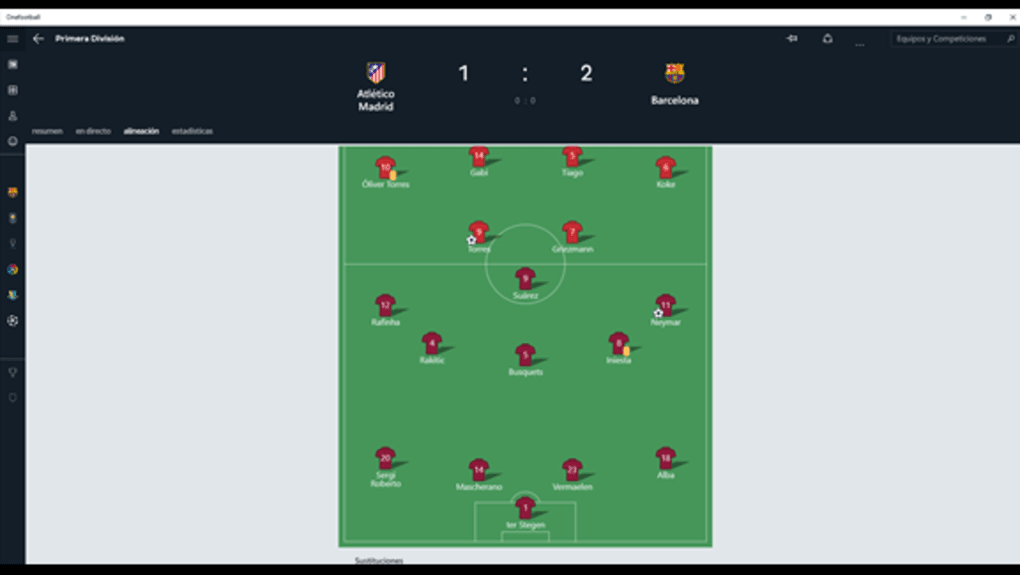 Onefootball
Primera División
Equipos y Competiciones
1 : 2
Atlético
Madrid
0 : 0
Barcelona
resumen en directo alineación estadísticas
10 14 5 6
Óliver Torres Gabi Tiago Koke
9 7
Torres Griezmann
9
Suárez
12 11
Rafinha Neymar
4 5 8
Rakitic Busquets Iniesta
20 14 23 18
Sergi
Roberto
Mascherano Vermaelen Alba
1
ter Stegen
Sustituciones